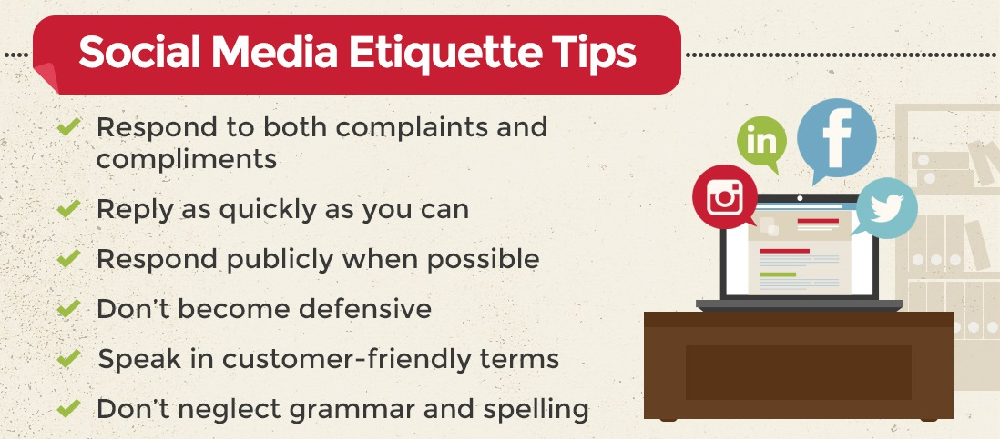 Social Media Etiquette Tips
Respond to both complaints and
compliments
Reply as quickly as you can
Respond publicly when possible
Don't become defensive
Speak in customer-friendly terms
Don't neglect grammar and spelling
in
f